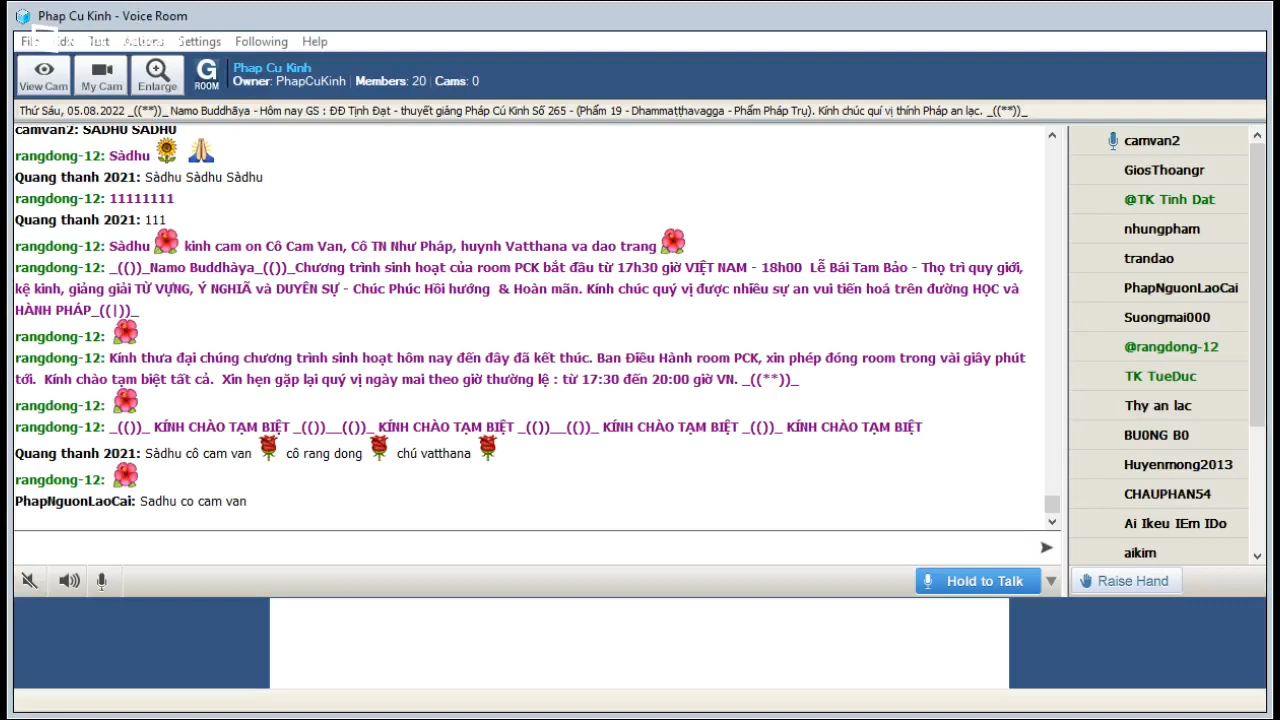 Pháp Cu Kinh - Voice Room
Text Actions Settings Following Help
View Cam My Cam Enlarge G ROOM
Phap Cu Kinh
Owner: PhapCuKinh | Members: 20 | Cams: 0
Thứ Sáu, 05.08.2022 _((**))_ Namo Buddhāya - Hôm nay GS : ĐĐ Tịnh Đạt - thuyết giảng Pháp Cú Kinh Số 265 - (Phẩm 19 - Dhammaṭṭhavagga - Phẩm Pháp Trụ). Kính chúc quí vị thính Pháp an lạc. _((**))_
camvan2: SADHU SADHU
rangdong-12: Sàdhu
Quang thanh 2021: Sàdhu Sàdhu Sàdhu
rangdong-12: 11111111
Quang thanh 2021: 111
rangdong-12: Sàdhu kinh cam on Cô Cam Van, Cô TN Như Pháp, huynh Vatthana va dao trang
rangdong-12: _(())_Namo Buddhàya_(())_Chương trình sinh hoạt của room PCK bắt đầu từ 17h30 giờ VIỆT NAM - 18h00 Lễ Bái Tam Bảo - Thọ trì quy giới,
kệ kinh, giảng giải TỪ VỰNG, Ý NGHĨA và DUYÊN SỰ - Chúc Phúc Hồi hướng & Hoàn mãn. Kính chúc quý vị được nhiều sự an vui tiến hoá trên đường HỌC và
HÀNH PHÁP_((|))_
rangdong-12:
rangdong-12: Kính thưa đại chúng chương trình sinh hoạt hôm nay đến đây đã kết thúc. Ban Điều Hành room PCK, xin phép đóng room trong vài giây phút
tới. Kính chào tạm biệt tất cả. Xin hẹn gặp lại quý vị ngày mai theo giờ thường lệ : từ 17:30 đến 20:00 giờ VN. _((**))_
rangdong-12:
rangdong-12: _(())_ KÍNH CHÀO TẠM BIỆT _(())__(())_ KÍNH CHÀO TẠM BIỆT _(())__(())_ KÍNH CHÀO TẠM BIỆT _(())_ KÍNH CHÀO TẠM BIỆT
Quang thanh 2021: Sàdhu cô cam van cô rang dong chú vatthana
rangdong-12:
PhapNguonLaoCai: Sadhu co cam van
Hold to Talk
camvan2
GiosThoangr
@TK Tinh Dat
nhungpham
trandao
PhapNguonLaoCai
Suongmai000
@rangdong-12
TK TueDuc
Thy an lac
BU0NG B0
Huyenmong2013
CHAUPHAN54
Ai Ikeu IEm IDo
aikim
Raise Hand